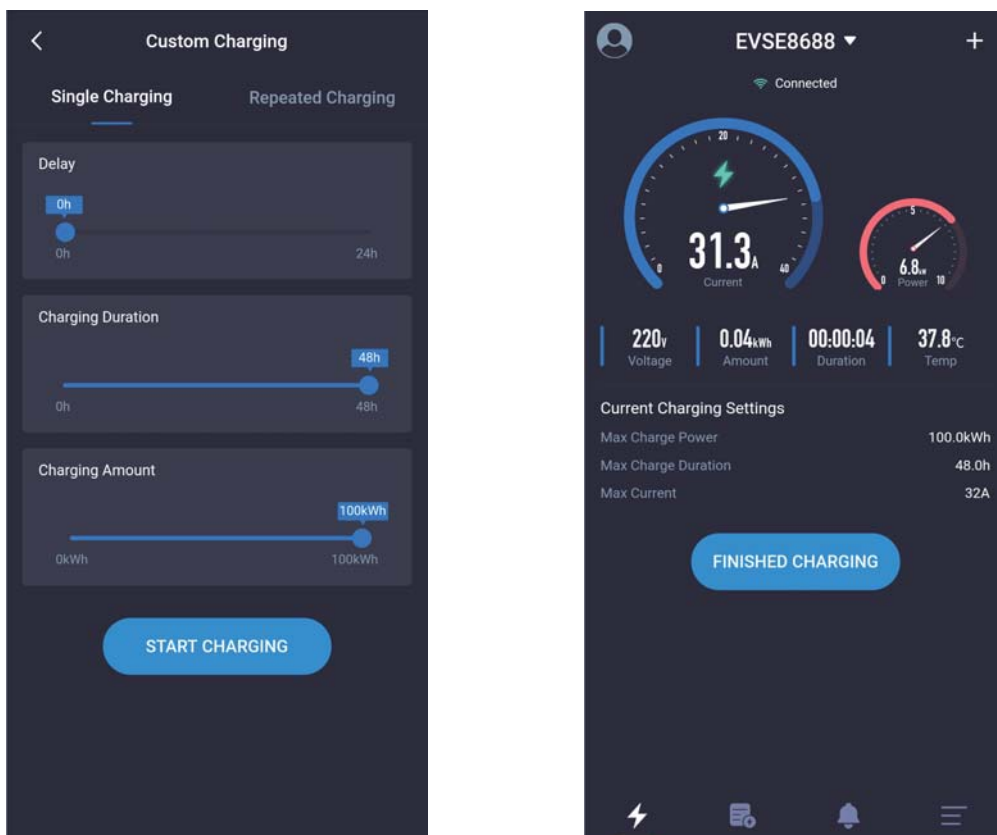 Custom Charging
Single Charging Repeated Charging
Delay
0h
0h 24h
Charging Duration
48h
0h 48h
Charging Amount
100kWh
0kWh 100kWh
START CHARGING
EVSE8688
Connected
20
0 40
31.3A
Current
5
0 10
6.8kW
Power
220V 0.04kWh 00:00:04 37.8°C
Voltage Amount Duration Temp
Current Charging Settings
Max Charge Power 100.0kWh
Max Charge Duration 48.0h
Max Current 32A
FINISHED CHARGING